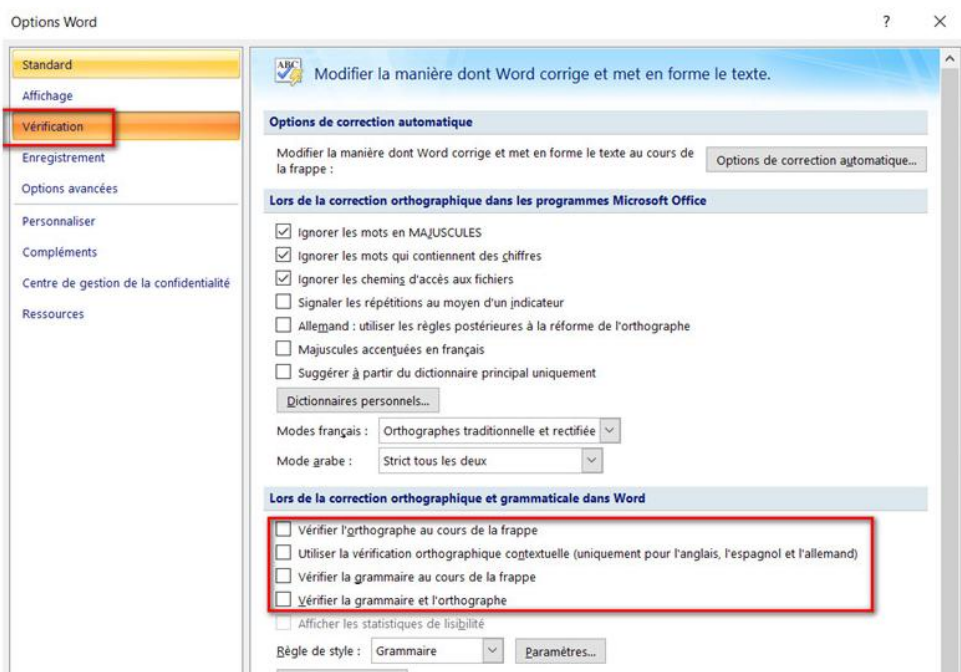 Options Word
?
Standard
Affichage
Vérification
Enregistrement
Options avancées
Personnaliser
Compléments
Centre de gestion de la confidentialité
Ressources
ABC
Modifier la manière dont Word corrige et met en forme le texte.
Options de correction automatique
Modifier la manière dont Word corrige et met en forme le texte au cours de
la frappe :
Options de correction automatique...
Lors de la correction orthographique dans les programmes Microsoft Office
Ignorer les mots en MAJUSCULES
Ignorer les mots qui contiennent des chiffres
Ignorer les chemins d'accès aux fichiers
Signaler les répétitions au moyen d'un indicateur
Allemand : utiliser les règles postérieures à la réforme de l'orthographe
Majuscules accentuées en français
Suggérer à partir du dictionnaire principal uniquement
Dictionnaires personnels...
Modes français : Orthographes traditionnelle et rectifiée
Mode arabe : Strict tous les deux
Lors de la correction orthographique et grammaticale dans Word
Vérifier l'orthographe au cours de la frappe
Utiliser la vérification orthographique contextuelle (uniquement pour l'anglais, l'espagnol et l'allemand)
Vérifier la grammaire au cours de la frappe
Vérifier la grammaire et l'orthographe
Afficher les statistiques de lisibilité
Règle de style : Grammaire Paramètres...